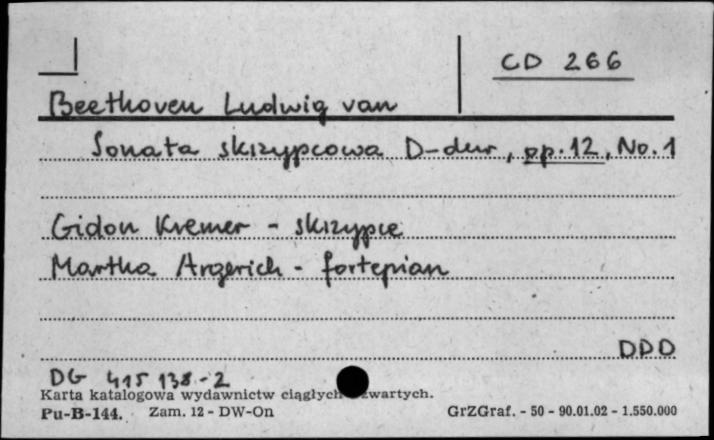 CD 266
Beethoven Ludwig van
Sonata skrzypcowa D-dur, op. 12, No. 1
Gidon Kremer - skrzypce
Martha Argerich - fortepian
DDD
DG 415 138-2
Karta katalogowa wydawnictw ciągłych zwartych.
Pu-B-144. Zam. 12 - DW-On GrZGraf. - 50 - 90.01.02 - 1.550.000